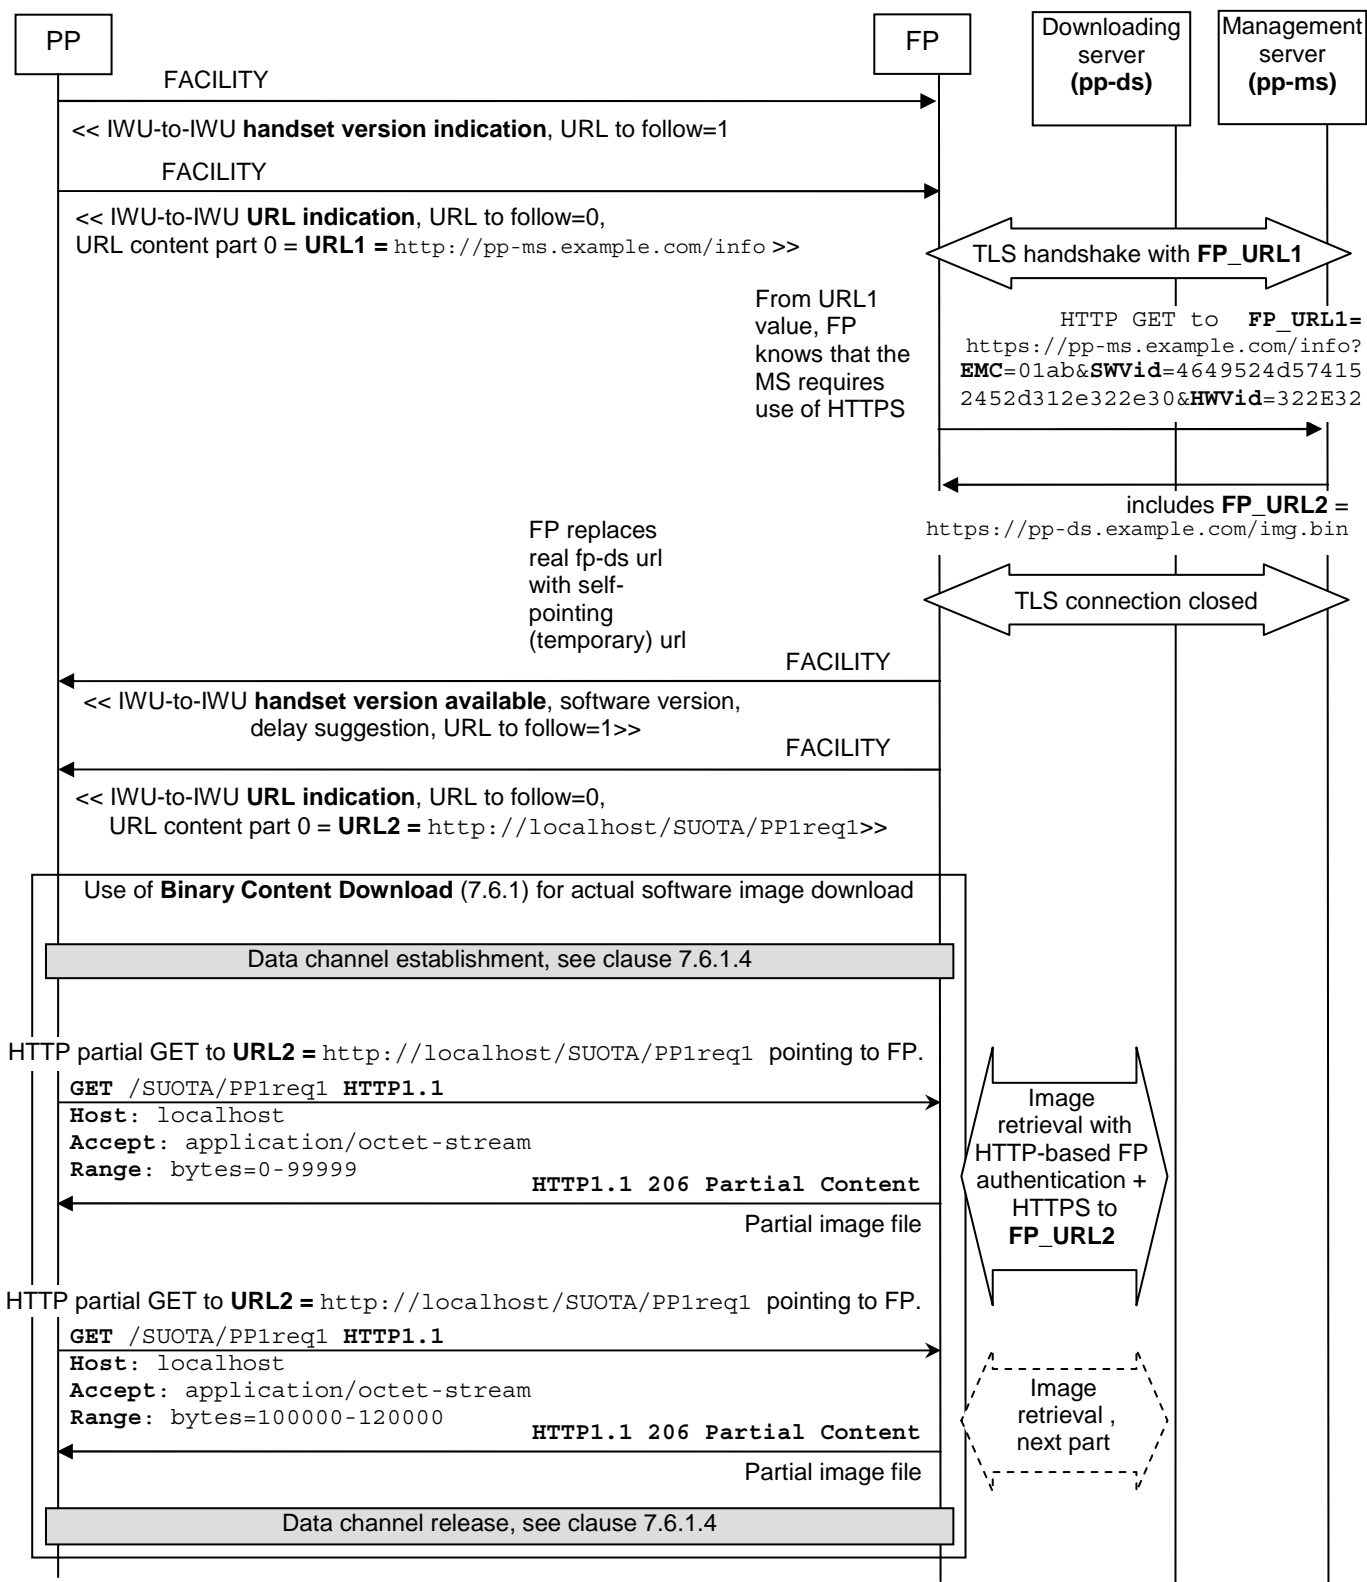 PP
FP
Downloading
server
(pp-ds)
Management
server
(pp-ms)
FACILITY
<< IWU-to-IWU handset version indication, URL to follow=1
FACILITY
<< IWU-to-IWU URL indication, URL to follow=0,
URL content part 0 = URL1 = http://pp-ms.example.com/info >>
TLS handshake with FP_URL1
From URL1
value, FP
knows that the
MS requires
use of HTTPS
HTTP GET to FP_URL1=
https://pp-ms.example.com/info?
EMC=01ab&SWVid=4649524d57415
2452d312e322e30&HWVid=322E32
includes FP_URL2 =
https://pp-ds.example.com/img.bin
FP replaces
real fp-ds url
with self-
pointing
(temporary) url
TLS connection closed
FACILITY
<< IWU-to-IWU handset version available, software version,
delay suggestion, URL to follow=1>>
FACILITY
<< IWU-to-IWU URL indication, URL to follow=0,
URL content part 0 = URL2 = http://localhost/SUOTA/PP1req1>>
Use of Binary Content Download (7.6.1) for actual software image download
Data channel establishment, see clause 7.6.1.4
HTTP partial GET to URL2 = http://localhost/SUOTA/PP1req1 pointing to FP.
GET /SUOTA/PP1req1 HTTP1.1
Host: localhost
Accept: application/octet-stream
Range: bytes=0-99999
HTTP1.1 206 Partial Content
Partial image file
Image
retrieval with
HTTP-based FP
authentication +
HTTPS to
FP_URL2
HTTP partial GET to URL2 = http://localhost/SUOTA/PP1req1 pointing to FP.
GET /SUOTA/PP1req1 HTTP1.1
Host: localhost
Accept: application/octet-stream
Range: bytes=100000-120000
HTTP1.1 206 Partial Content
Partial image file
Image
retrieval ,
next part
Data channel release, see clause 7.6.1.4